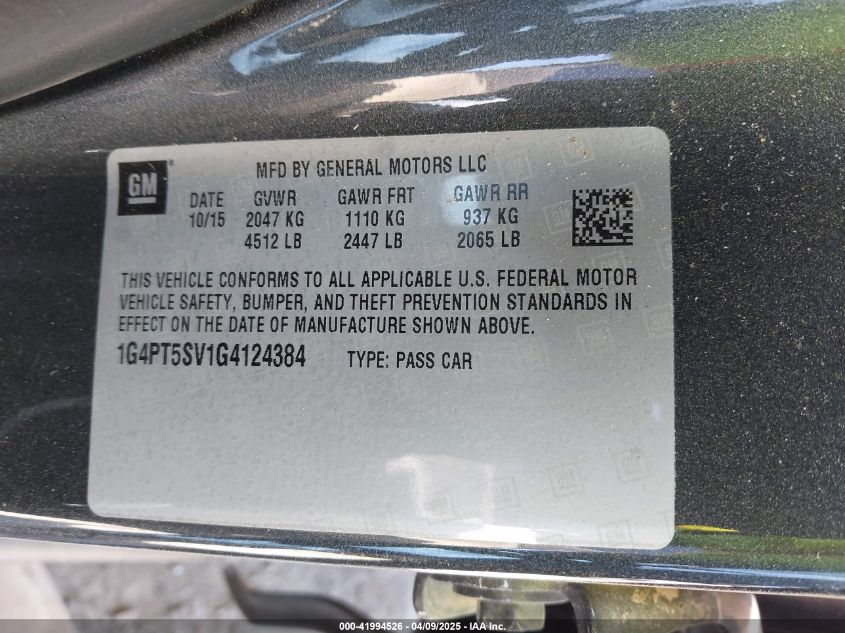 MFD BY GENERAL MOTORS LLC
GM
DATE GVWR GAWR FRT GAWR RR
10/15 2047 KG 1110 KG 937 KG
4512 LB 2447 LB 2065 LB
THIS VEHICLE CONFORMS TO ALL APPLICABLE U.S. FEDERAL MOTOR
VEHICLE SAFETY, BUMPER, AND THEFT PREVENTION STANDARDS IN
EFFECT ON THE DATE OF MANUFACTURE SHOWN ABOVE.
1G4PT5SV1G4124384 TYPE: PASS CAR
000-41994526 - 04/09/2025 - IAA Inc.